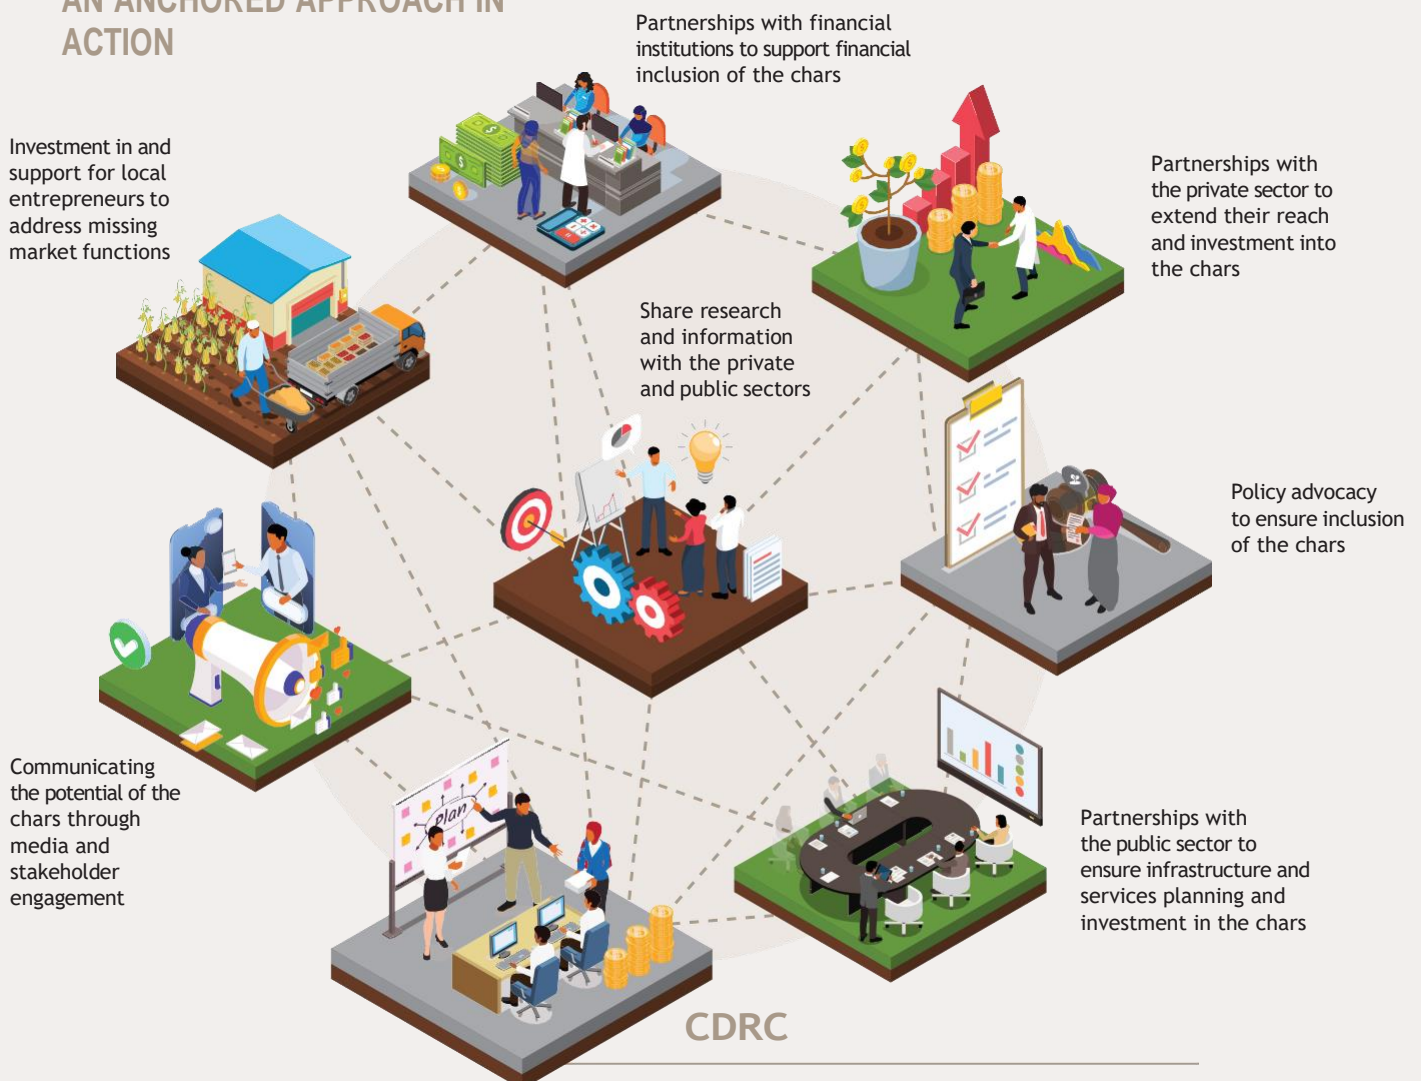 AN ANCHORED APPROACH IN
ACTION
Partnerships with financial
institutions to support financial
inclusion of the chars
Investment in and
support for local
entrepreneurs to
address missing
market functions
Partnerships with
the private sector to
extend their reach
and investment into
the chars
Share research
and information
with the private
and public sectors
Policy advocacy
to ensure inclusion
of the chars
Communicating
the potential of the
chars through
media and
stakeholder
engagement
Plan
Partnerships with
the public sector to
ensure infrastructure and
services planning and
investment in the chars
CDRC